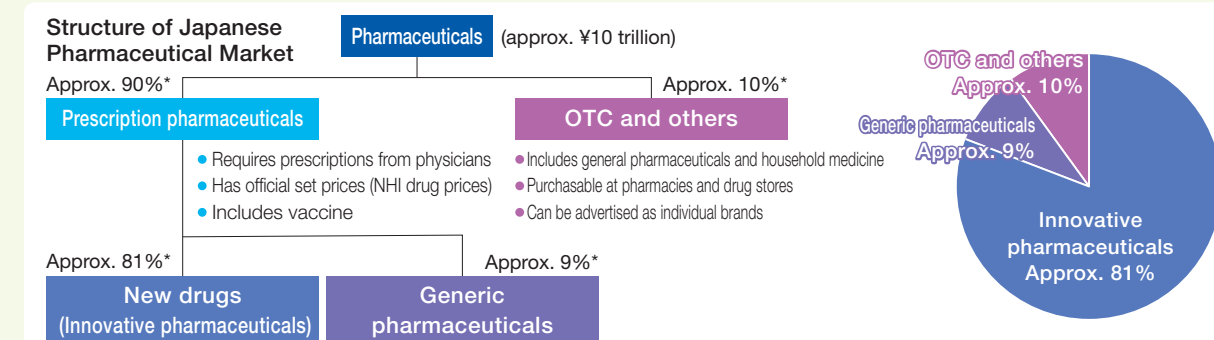 Structure of Japanese
Pharmaceutical Market
Pharmaceuticals (approx. ¥10 trillion)
Approx. 90%*
Prescription pharmaceuticals
● Requires prescriptions from physicians
● Has official set prices (NHI drug prices)
● Includes vaccine
Approx. 10%*
OTC and others
● Includes general pharmaceuticals and household medicine
● Purchasable at pharmacies and drug stores
● Can be advertised as individual brands
Approx. 81%*
New drugs
(Innovative pharmaceuticals)
Approx. 9%*
Generic
pharmaceuticals
OTC and others
Approx. 10%
Generic pharmaceuticals
Approx. 9%
Innovative
pharmaceuticals
Approx. 81%